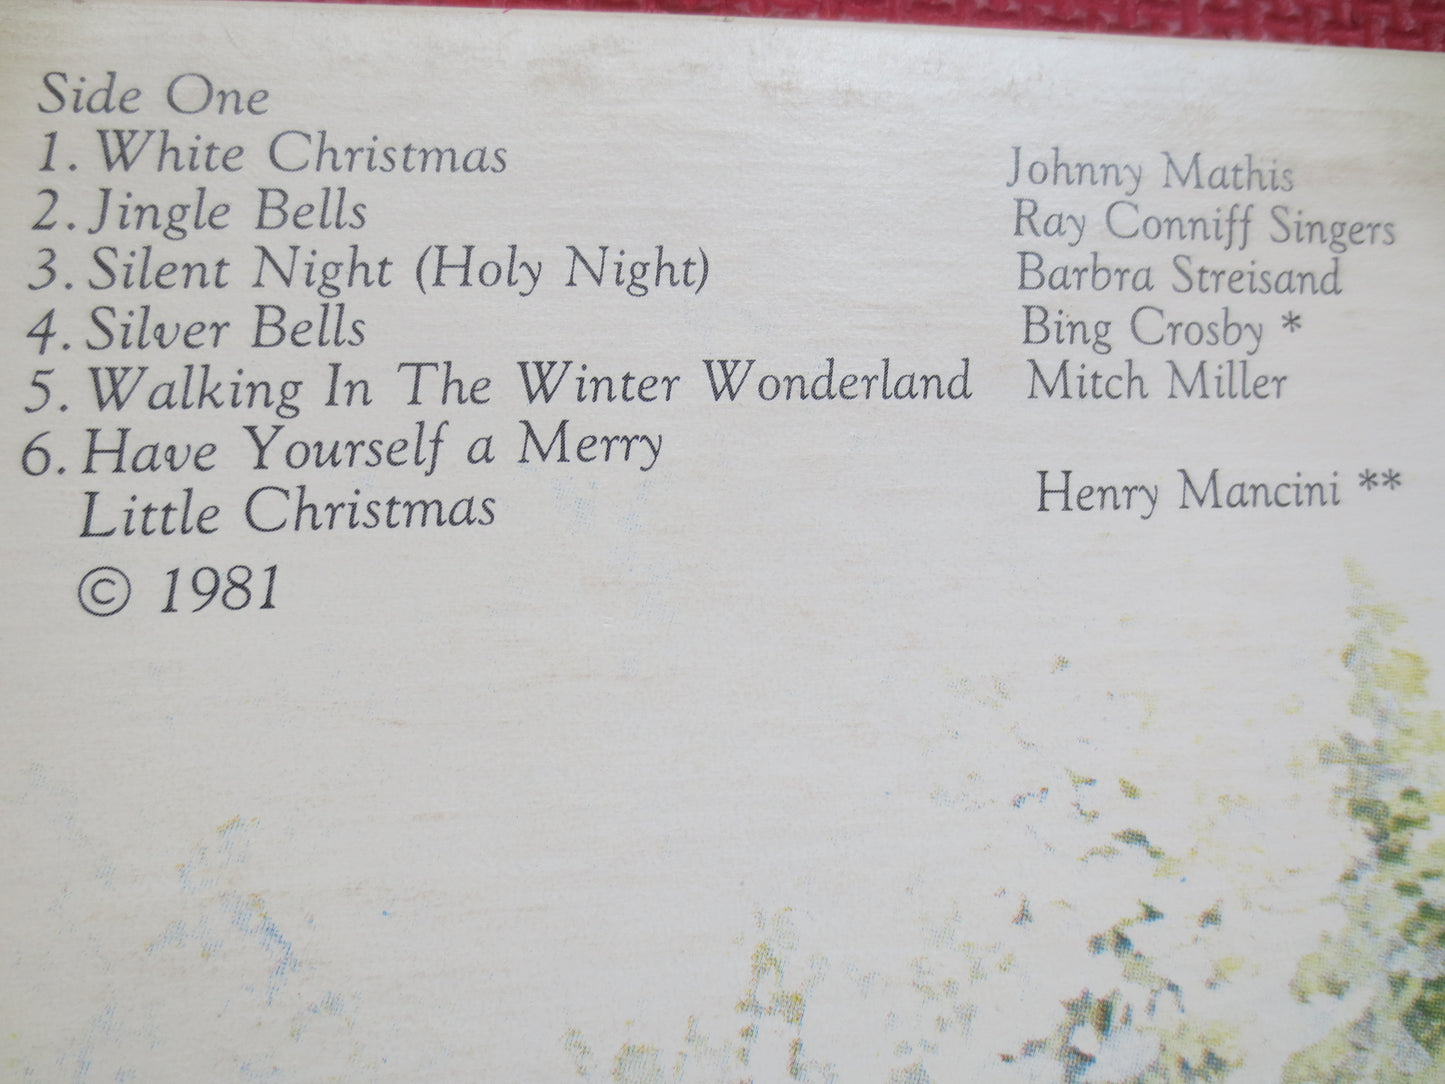 Side One
1. White Christmas Johnny Mathis
2. Jingle Bells Ray Conniff Singers
3. Silent Night (Holy Night) Barbra Streisand
4. Silver Bells Bing Crosby *
5. Walking In The Winter Wonderland Mitch Miller
6. Have Yourself a Merry
Little Christmas Henry Mancini **
© 1981